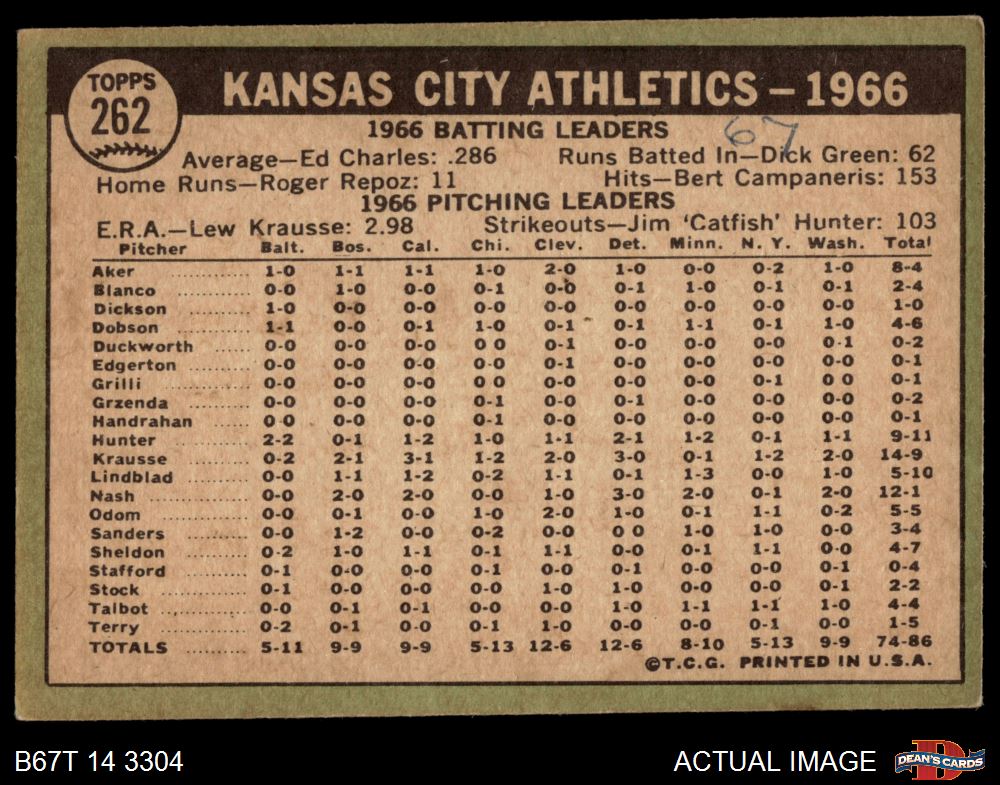 TOPPS
262
KANSAS CITY ATHLETICS – 1966
67
1966 BATTING LEADERS
Average—Ed Charles: .286 Runs Batted In—Dick Green: 62
Home Runs—Roger Repoz: 11 Hits—Bert Campaneris: 153
1966 PITCHING LEADERS
E.R.A.—Lew Krausse: 2.98 Strikeouts—Jim 'Catfish' Hunter: 103
Pitcher Balt. Bos. Cal. Chi. Clev. Det. Minn. N. Y. Wash. Total
Aker .......... 1-0 1-1 1-1 1-0 2-0 1-0 0-0 0-2 1-0 8-4
Blanco .......... 0-0 1-0 0-0 0-1 0-0 0-1 1-0 0-1 0-1 2-4
Dickson .......... 1-0 0-0 0-0 0-0 0-0 0-0 0-0 0-0 0-0 1-0
Dobson .......... 1-1 0-0 0-1 1-0 0-1 0-1 1-1 0-1 1-0 4-6
Duckworth ...... 0-0 0-0 0-0 0 0 0-1 0-0 0-0 0-0 0-1 0-2
Edgerton .......... 0-0 0-0 0-0 0-0 0-1 0-0 0-0 0-0 0-0 0-1
Grilli .......... 0-0 0-0 0-0 0 0 0-0 0-0 0-0 0-1 0 0 0-1
Grzenda .......... 0-0 0-0 0-0 0-1 0-0 0-0 0-0 0-0 0-0 0-2
Handrahan ...... 0 0 0-0 0-0 0-1 0-0 0-0 0-0 0-0 0-0 0-1
Hunter .......... 2-2 0-1 1-2 1-0 1-1 2-1 1-2 0-1 1-1 9-11
Krausse .......... 0-2 2-1 3-1 1-2 2-0 3-0 0-1 1-2 2-0 14-9
Lindblad .......... 0-0 1-1 1-2 0-2 1-1 0-1 1-3 0-0 1-0 5-10
Nash .......... 0-0 2-0 2-0 0-0 1-0 3-0 2-0 0-1 2-0 12-1
Odom .......... 0-0 0-1 0-0 1-0 2-0 1-0 0-1 1-1 0-2 5-5
Sanders .......... 0-0 1-2 0-0 0-2 0-0 0 0 1-0 1-0 0-0 3-4
Sheldon .......... 0-2 1-0 1-1 0-1 1-1 0-0 0-1 1-1 0-0 4-7
Stafford .......... 0-1 0-0 0-0 0-1 0-0 0-1 0-0 0-0 0-1 0-4
Stock .......... 0-1 0-0 0-0 0-0 1-0 1-0 0-0 0-0 0-1 2-2
Talbot .......... 0-0 0-1 0-1 0-0 0-0 1-0 1-1 1-1 1-0 4-4
Terry .......... 0-2 0-1 0-0 0-1 1-0 0-0 0-0 0-1 0-0 1-5
TOTALS .......... 5-11 9-9 9-9 5-13 12-6 12-6 8-10 5-13 9-9 74-86
©T.C.G. PRINTED IN U.S.A.
B67T 14 3304 ACTUAL IMAGE
D
DEAN'S CARDS